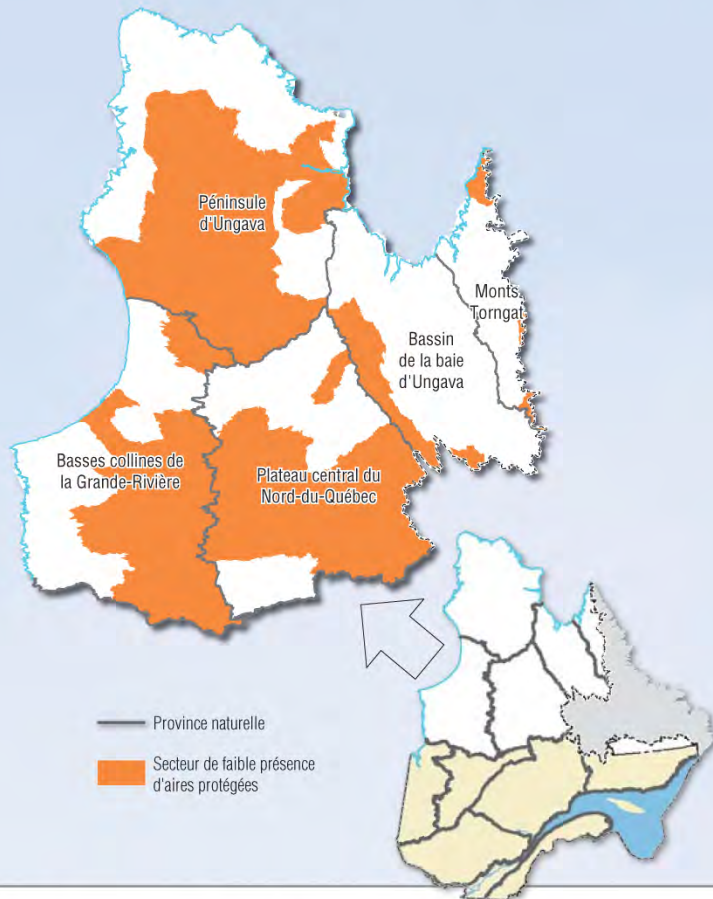 Péninsule
d'Ungava
Monts
Torngat
Bassin
de la baie
d'Ungava
Basses collines de
la Grande-Rivière
Plateau central du
Nord-du-Québec
Province naturelle
Secteur de faible présence
d'aires protégées